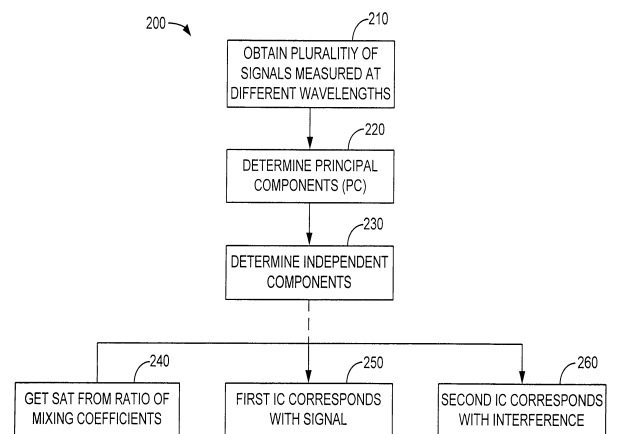 200
210
OBTAIN PLURALITIY OF
SIGNALS MEASURED AT
DIFFERENT WAVELENGTHS
220
DETERMINE PRINCIPAL
COMPONENTS (PC)
230
DETERMINE INDEPENDENT
COMPONENTS
240
GET SAT FROM RATIO OF
MIXING COEFFICIENTS
250
FIRST IC CORRESPONDS
WITH SIGNAL
260
SECOND IC CORRESPONDS
WITH INTERFERENCE